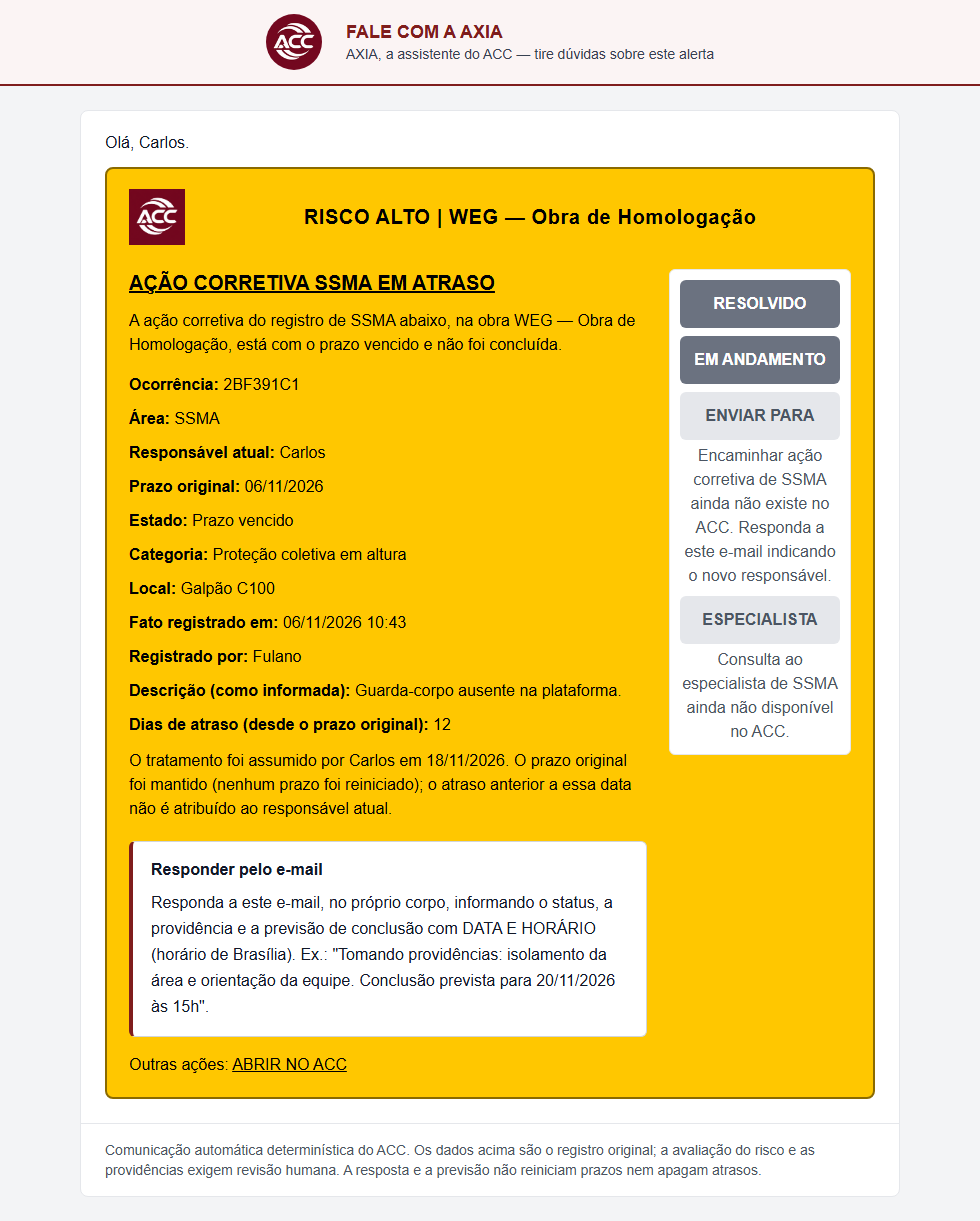 ACC
FALE COM A AXIA
AXIA, a assistente do ACC — tire dúvidas sobre este alerta
Olá, Carlos.
ACC
RISCO ALTO | WEG — Obra de Homologação
AÇÃO CORRETIVA SSMA EM ATRASO
A ação corretiva do registro de SSMA abaixo, na obra WEG — Obra de
Homologação, está com o prazo vencido e não foi concluída.
Ocorrência: 2BF391C1
Área: SSMA
Responsável atual: Carlos
Prazo original: 06/11/2026
Estado: Prazo vencido
Categoria: Proteção coletiva em altura
Local: Galpão C100
Fato registrado em: 06/11/2026 10:43
Registrado por: Fulano
Descrição (como informada): Guarda-corpo ausente na plataforma.
Dias de atraso (desde o prazo original): 12
O tratamento foi assumido por Carlos em 18/11/2026. O prazo original
foi mantido (nenhum prazo foi reiniciado); o atraso anterior a essa data
não é atribuído ao responsável atual.
Responder pelo e-mail
Responda a este e-mail, no próprio corpo, informando o status, a
providência e a previsão de conclusão com DATA E HORÁRIO
(horário de Brasília). Ex.: "Tomando providências: isolamento da
área e orientação da equipe. Conclusão prevista para 20/11/2026
às 15h".
Outras ações: ABRIR NO ACC
RESOLVIDO
EM ANDAMENTO
ENVIAR PARA
Encaminhar ação
corretiva de SSMA
ainda não existe no
ACC. Responda a
este e-mail indicando
o novo responsável.
ESPECIALISTA
Consulta ao
especialista de SSMA
ainda não disponível
no ACC.
Comunicação automática determinística do ACC. Os dados acima são o registro original; a avaliação do risco e as
providências exigem revisão humana. A resposta e a previsão não reiniciam prazos nem apagam atrasos.